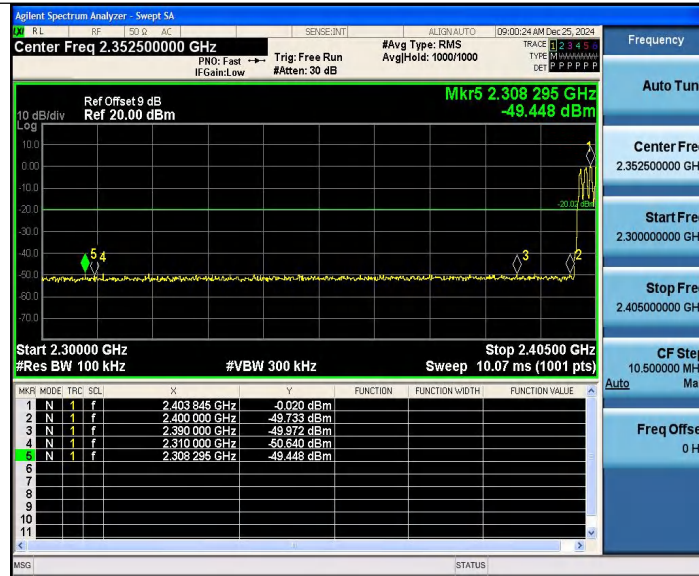 Agilent Spectrum Analyzer - Swept SA
LXI RL RF 50 Ω AC SENSE:INT ALIGNAUTO 09:00:24 AM Dec 25, 2024
Center Freq 2.352500000 GHz
PNO: Fast
IFGain:Low
Trig: Free Run
#Atten: 30 dB
#Avg Type: RMS
Avg|Hold: 1000/1000
TRACE 1 2 3 4 5 6
TYPE M
DET P P P P P P
Ref Offset 9 dB
10 dB/div Ref 20.00 dBm
Log
Mkr5 2.308 295 GHz
-49.448 dBm
10.0
0.00
-10.0
-20.0
-30.0
-40.0
-50.0
-60.0
-70.0
1
-20.02 dBm
5 4 3 2
Start 2.30000 GHz Stop 2.40500 GHz
#Res BW 100 kHz #VBW 300 kHz Sweep 10.07 ms (1001 pts)
MKR MODE TRC SCL X Y FUNCTION FUNCTION WIDTH FUNCTION VALUE
1 N 1 f 2.403 845 GHz -0.020 dBm
2 N 1 f 2.400 000 GHz -49.733 dBm
3 N 1 f 2.390 000 GHz -49.972 dBm
4 N 1 f 2.310 000 GHz -50.640 dBm
5 N 1 f 2.308 295 GHz -49.448 dBm
6
7
8
9
10
11
MSG STATUS
Frequency
Auto Tun
Center Fre
2.352500000 GH
Start Fre
2.300000000 GH
Stop Fre
2.405000000 GH
CF Ste
10.500000 MH
Auto Ma
Freq Offse
0 H